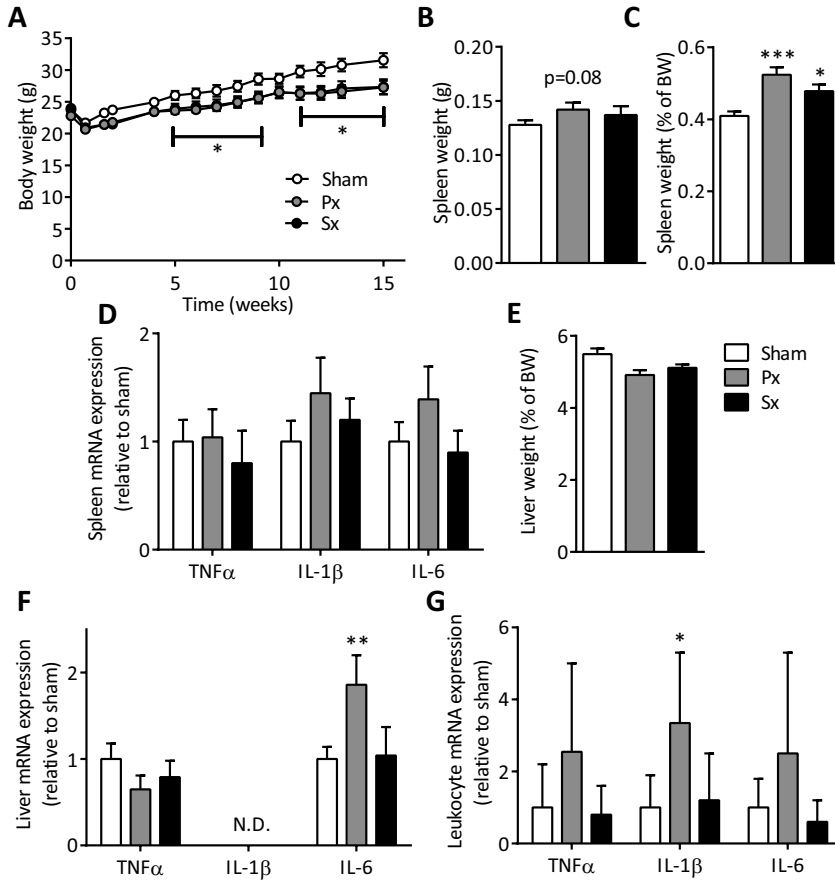 A
Body weight (g)
35
30
25
20
15
10
5
0
*
*
Sham
Px
Sx
0
5
10
15
Time (weeks)
B
Spleen weight (g)
0.20
0.15
0.10
0.05
0.00
p=0.08
C
Spleen weight (% of BW)
0.6
0.4
0.2
0.0
***
*
D
Spleen mRNA expression
(relative to sham)
2
1
0
TNFα
IL-1β
IL-6
E
Liver weight (% of BW)
6
5
2
0
Sham
Px
Sx
F
Liver mRNA expression
(relative to sham)
2
1
0
N.D.
**
TNFα
IL-1β
IL-6
G
Leukocyte mRNA expression
(relative to sham)
6
4
2
0
*
TNFα
IL-1β
IL-6